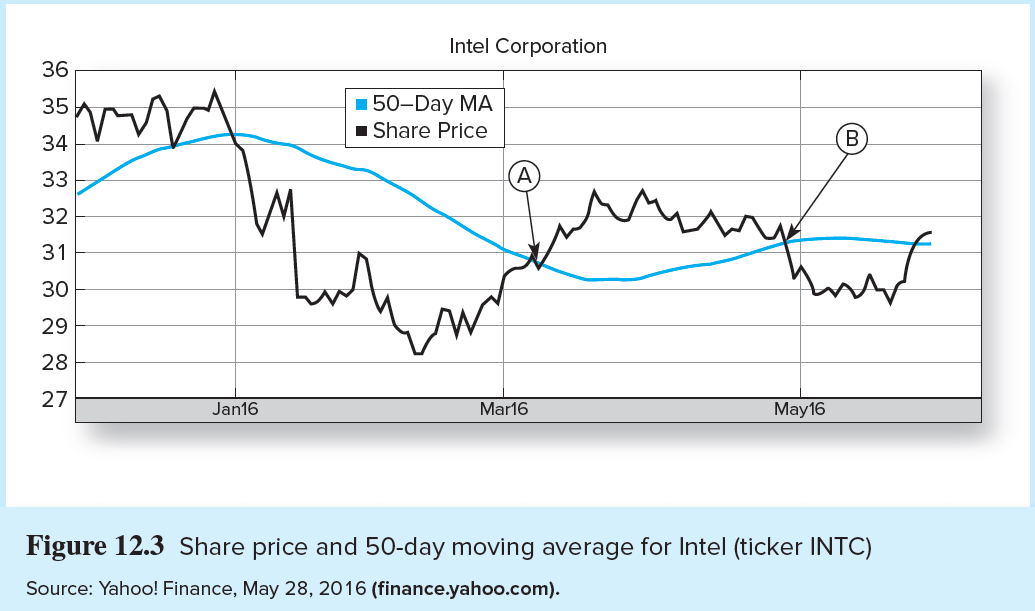 Intel Corporation
36
35
34
33
32
31
30
29
28
27
50–Day MA
Share Price
A
B
Jan16
Mar16
May16
Figure 12.3 Share price and 50-day moving average for Intel (ticker INTC)
Source: Yahoo! Finance, May 28, 2016 (finance.yahoo.com).